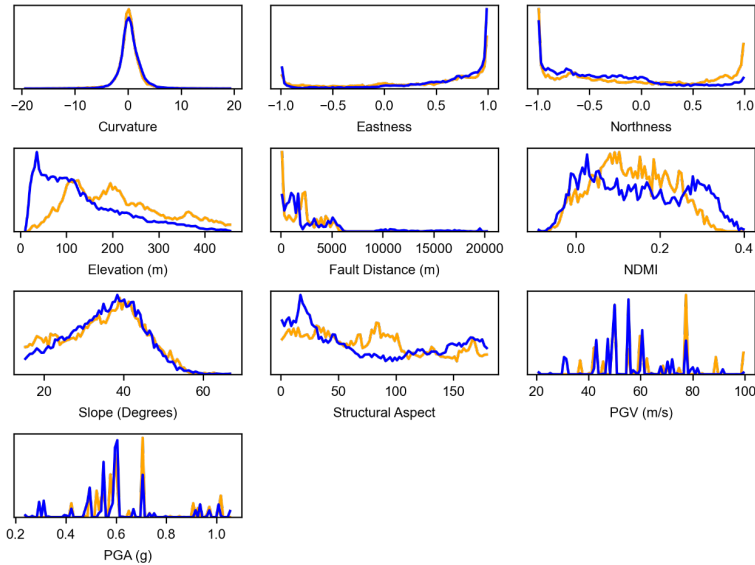 −20 −10 0 10 20
Curvature
−1.0 −0.5 0.0 0.5 1.0
Eastness
−1.0 −0.5 0.0 0.5 1.0
Northness
0 100 200 300 400
Elevation (m)
0 5000 10000 15000 20000
Fault Distance (m)
0.0 0.2 0.4
NDMI
20 40 60
Slope (Degrees)
0 50 100 150
Structural Aspect
20 40 60 80 100
PGV (m/s)
0.2 0.4 0.6 0.8 1.0
PGA (g)